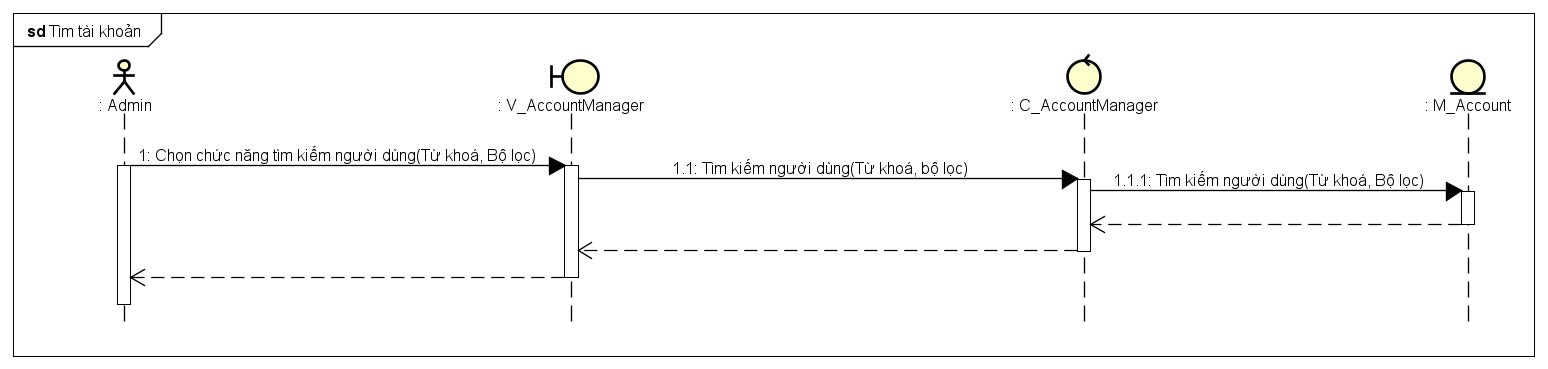 sd Tìm tài khoản
: Admin
: V_AccountManager
: C_AccountManager
: M_Account
1: Chọn chức năng tìm kiếm người dùng(Từ khoá, Bộ lọc)
1.1: Tìm kiếm người dùng(Từ khoá, bộ lọc)
1.1.1: Tìm kiếm người dùng(Từ khoá, Bộ lọc)